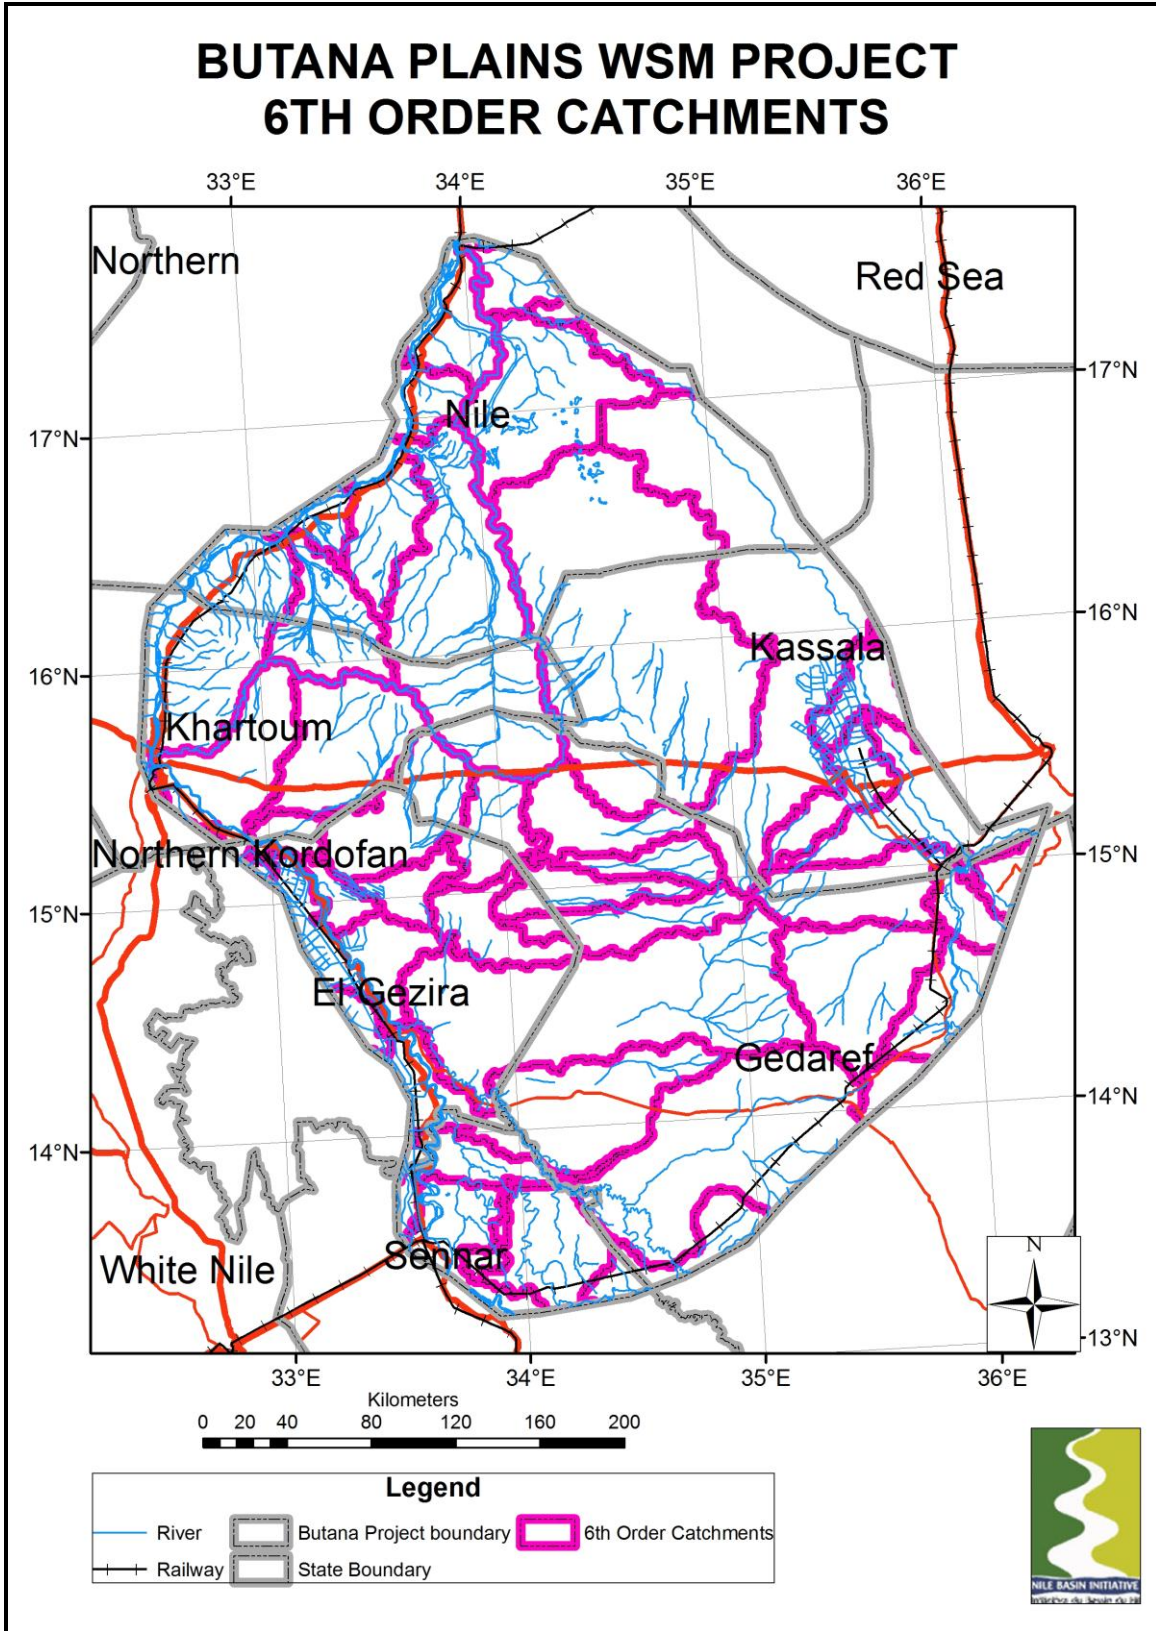 BUTANA PLAINS WSM PROJECT
6TH ORDER CATCHMENTS
33°E 34°E 35°E 36°E
Northern
Red Sea
17°N
Nile
17°N
16°N
Kassala
16°N
Khartoum
Northern Kordofan
15°N
15°N
El Gezira
Gedaref
14°N
14°N
N
Sennar
White Nile
13°N
33°E 34°E 35°E 36°E
Kilometers
0 20 40 80 120 160 200
Legend
River Butana Project boundary 6th Order Catchments
Railway State Boundary
NILE BASIN INITIATIVE